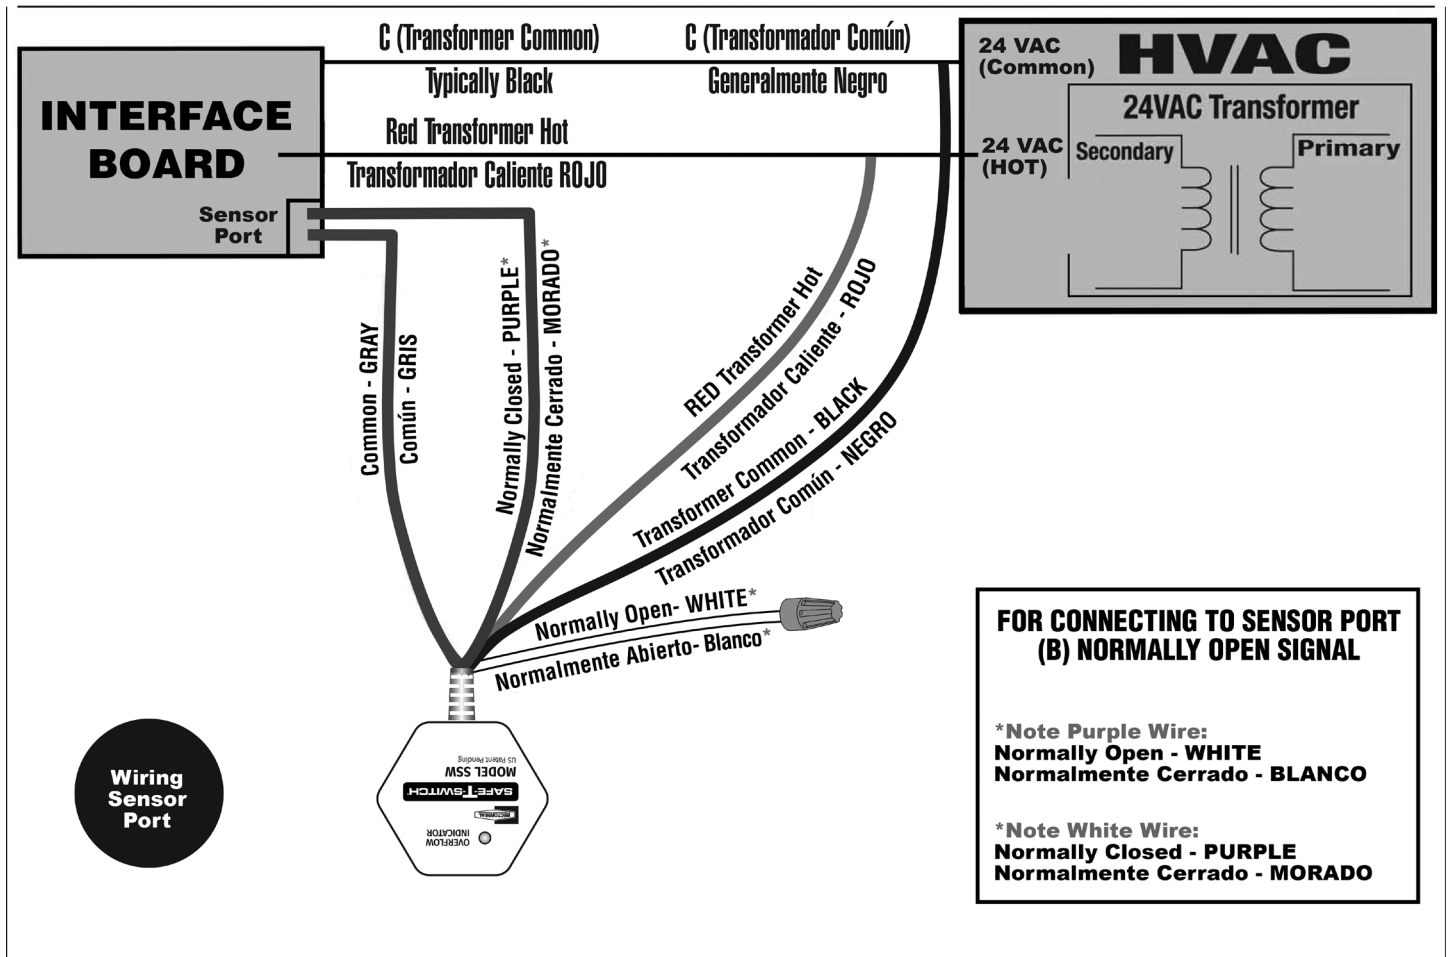 C (Transformer Common)
C (Transformador Común)
Typically Black
Generalmente Negro
24 VAC
(Common)
HVAC
24VAC Transformer
INTERFACE
BOARD
Red Transformer Hot
Transformador Caliente ROJO
24 VAC
(HOT)
Secondary
Primary
Sensor
Port
Common - GRAY
Común - GRIS
Normally Closed - PURPLE*
Normalmente Cerrado - MORADO*
RED Transformer Hot
Transformador Caliente - ROJO
Transformer Common - BLACK
Transformador Común - NEGRO
Normally Open- WHITE*
Normalmente Abierto- Blanco*
FOR CONNECTING TO SENSOR PORT
(B) NORMALLY OPEN SIGNAL
*Note Purple Wire:
Normally Open - WHITE
Normalmente Cerrado - BLANCO
*Note White Wire:
Normally Closed - PURPLE
Normalmente Cerrado - MORADO
Wiring
Sensor
Port
OVERFLOW
INDICATOR
RECTORSEAL
SAFE-T-SWITCH
MODEL SSW
US Patent Pending